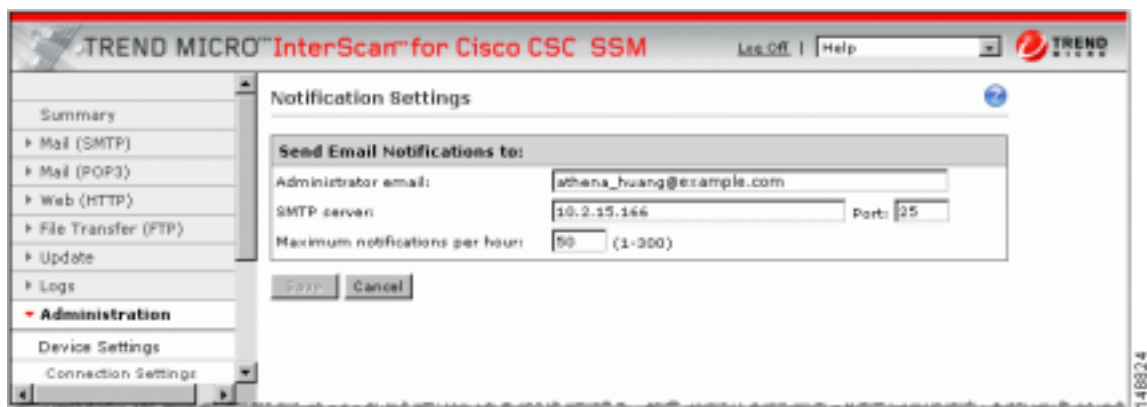 TREND MICRO™ InterScan™ for Cisco CSC SSM Log Off | Help TREND MICRO
Summary
Mail (SMTP)
Mail (POP3)
Web (HTTP)
File Transfer (FTP)
Update
Logs
Administration
Device Settings
Connection Settings
Notification Settings
Send Email Notifications to:
Administrator email: athena_huang@example.com
SMTP server: 10.2.15.166 Port: 25
Maximum notifications per hour: 50 (1-300)
Save Cancel